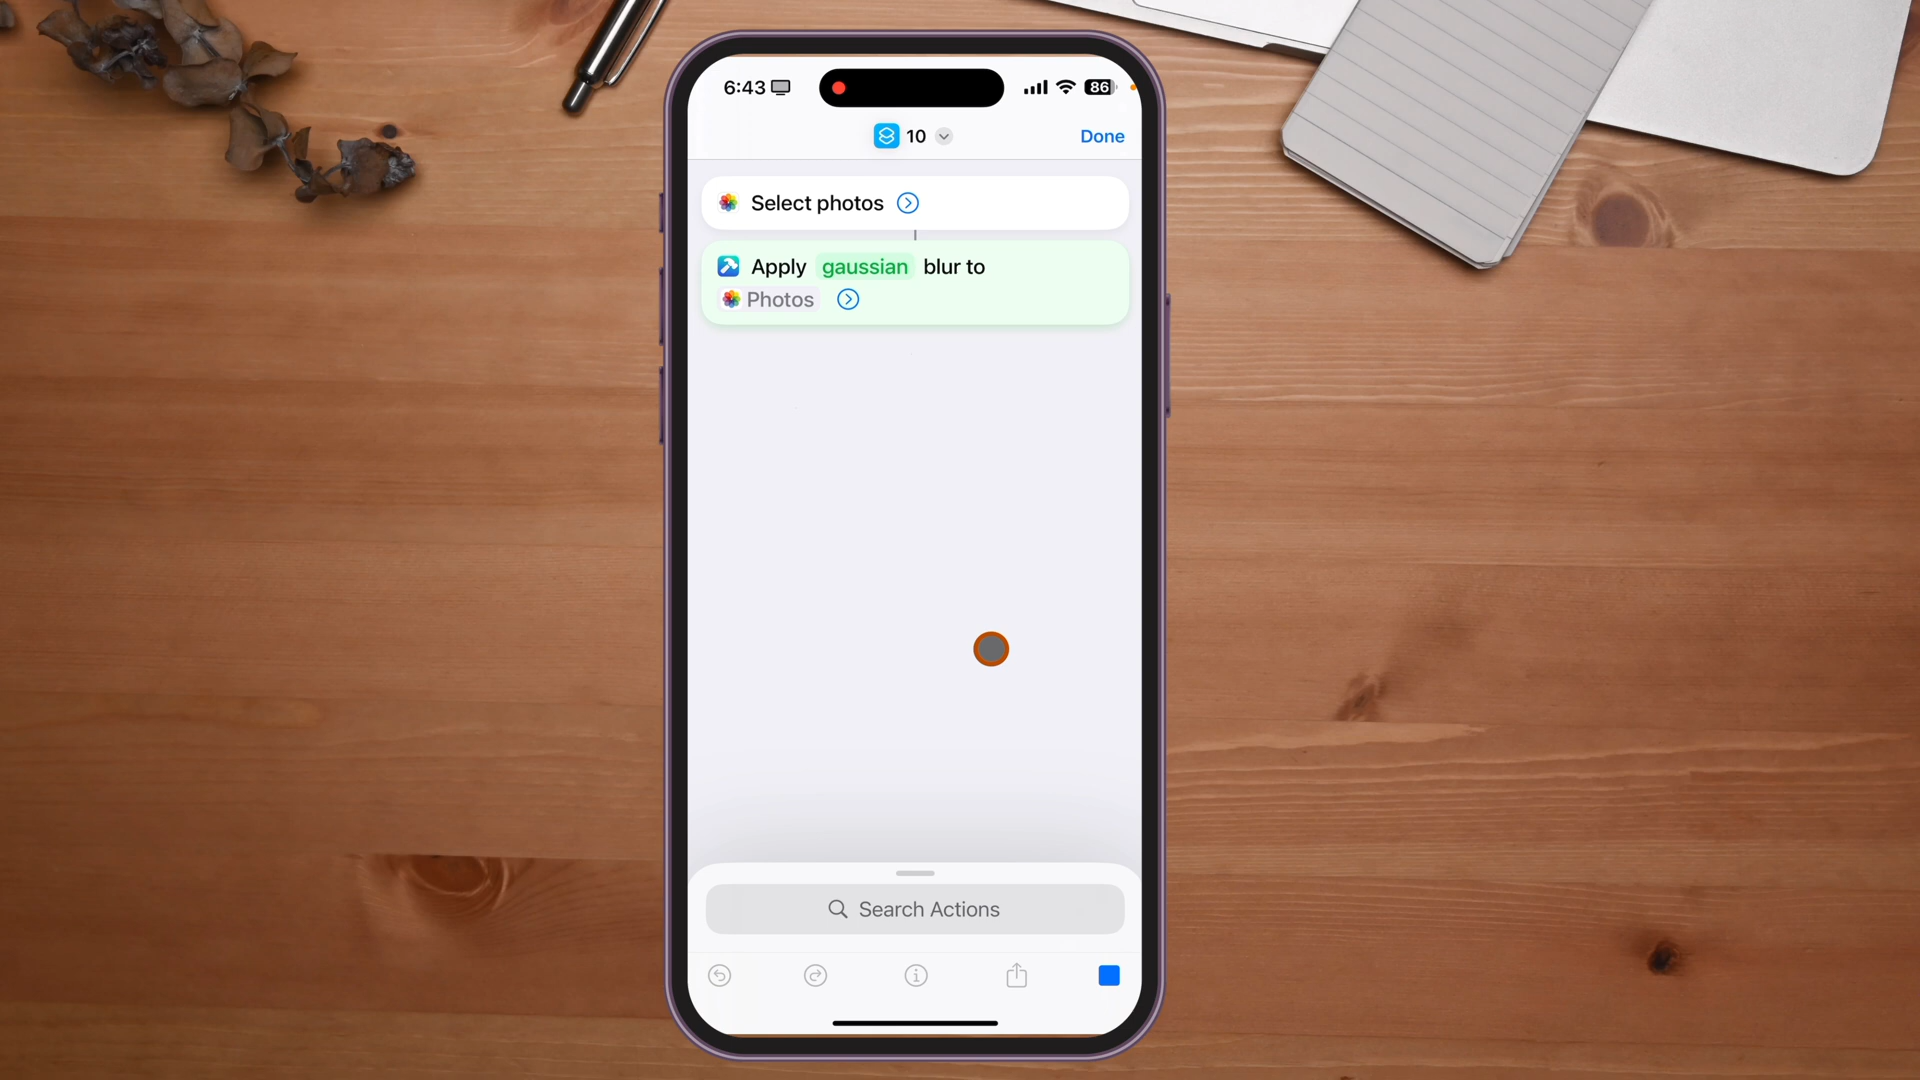 6:43
86
10
Done
Select photos
Apply gaussian blur to
Photos
Search Actions